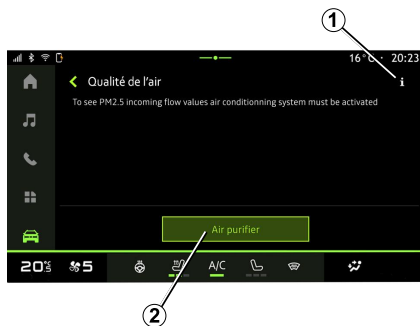 1
16°C · 20:23
Qualité de l'air
i
To see PM2.5 incoming flow values air conditionning system must be activated
Air purifier
20.5°C 5 A/C
2